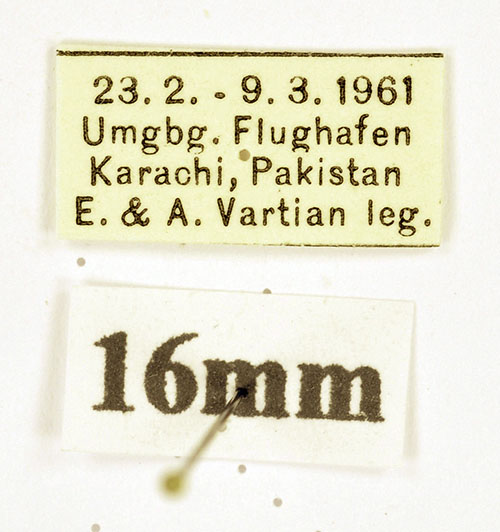 23. 2. - 9. 3. 1961
Umgbg. Flughafen
Karachi, Pakistan
E. & A. Vartian leg.
16mm